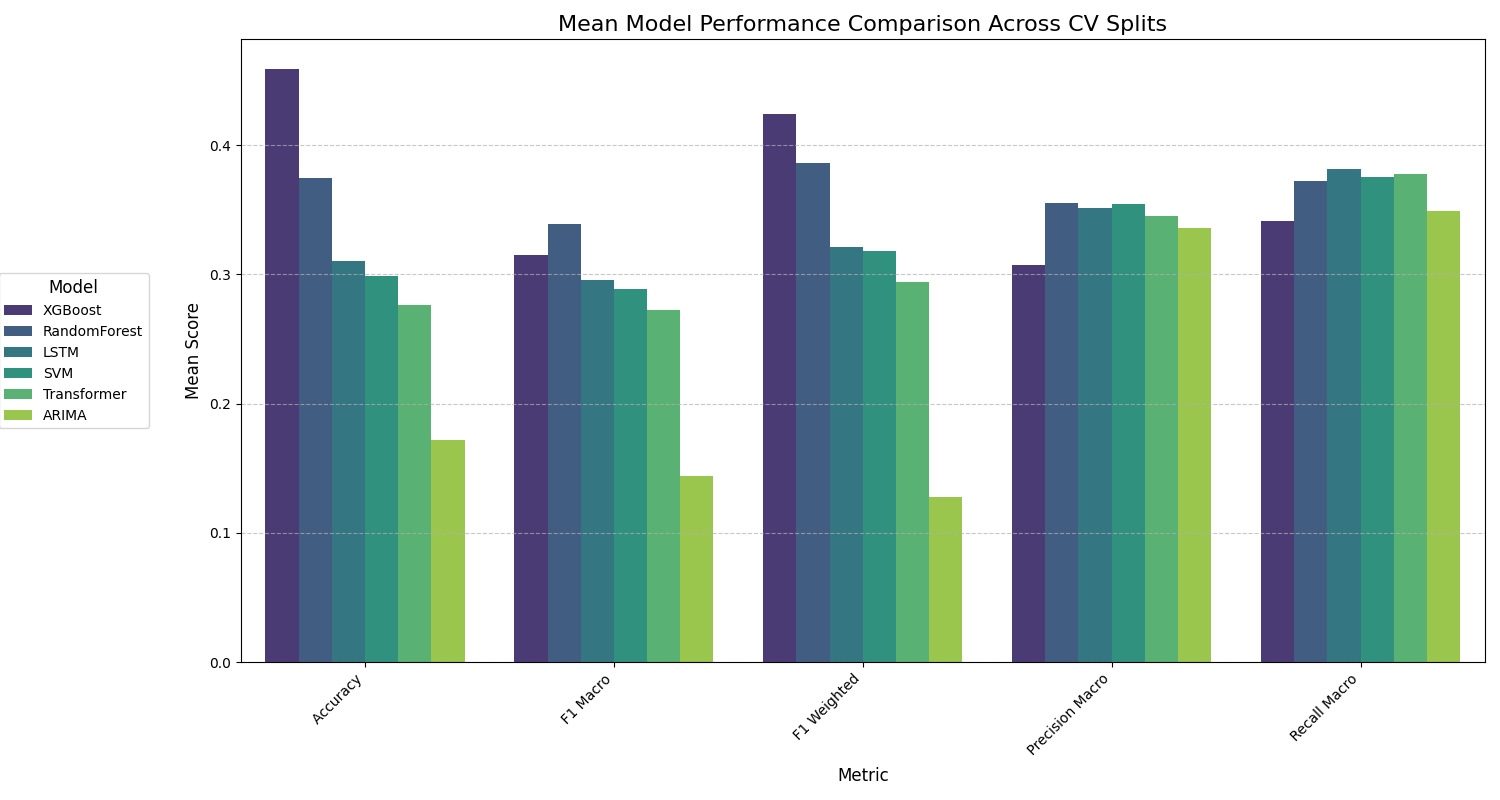 Mean Model Performance Comparison Across CV Splits
Model
XGBoost
RandomForest
LSTM
SVM
Transformer
ARIMA
Mean Score
0.4
0.3
0.2
0.1
0.0
Accuracy
F1 Macro
F1 Weighted
Precision Macro
Recall Macro
Metric